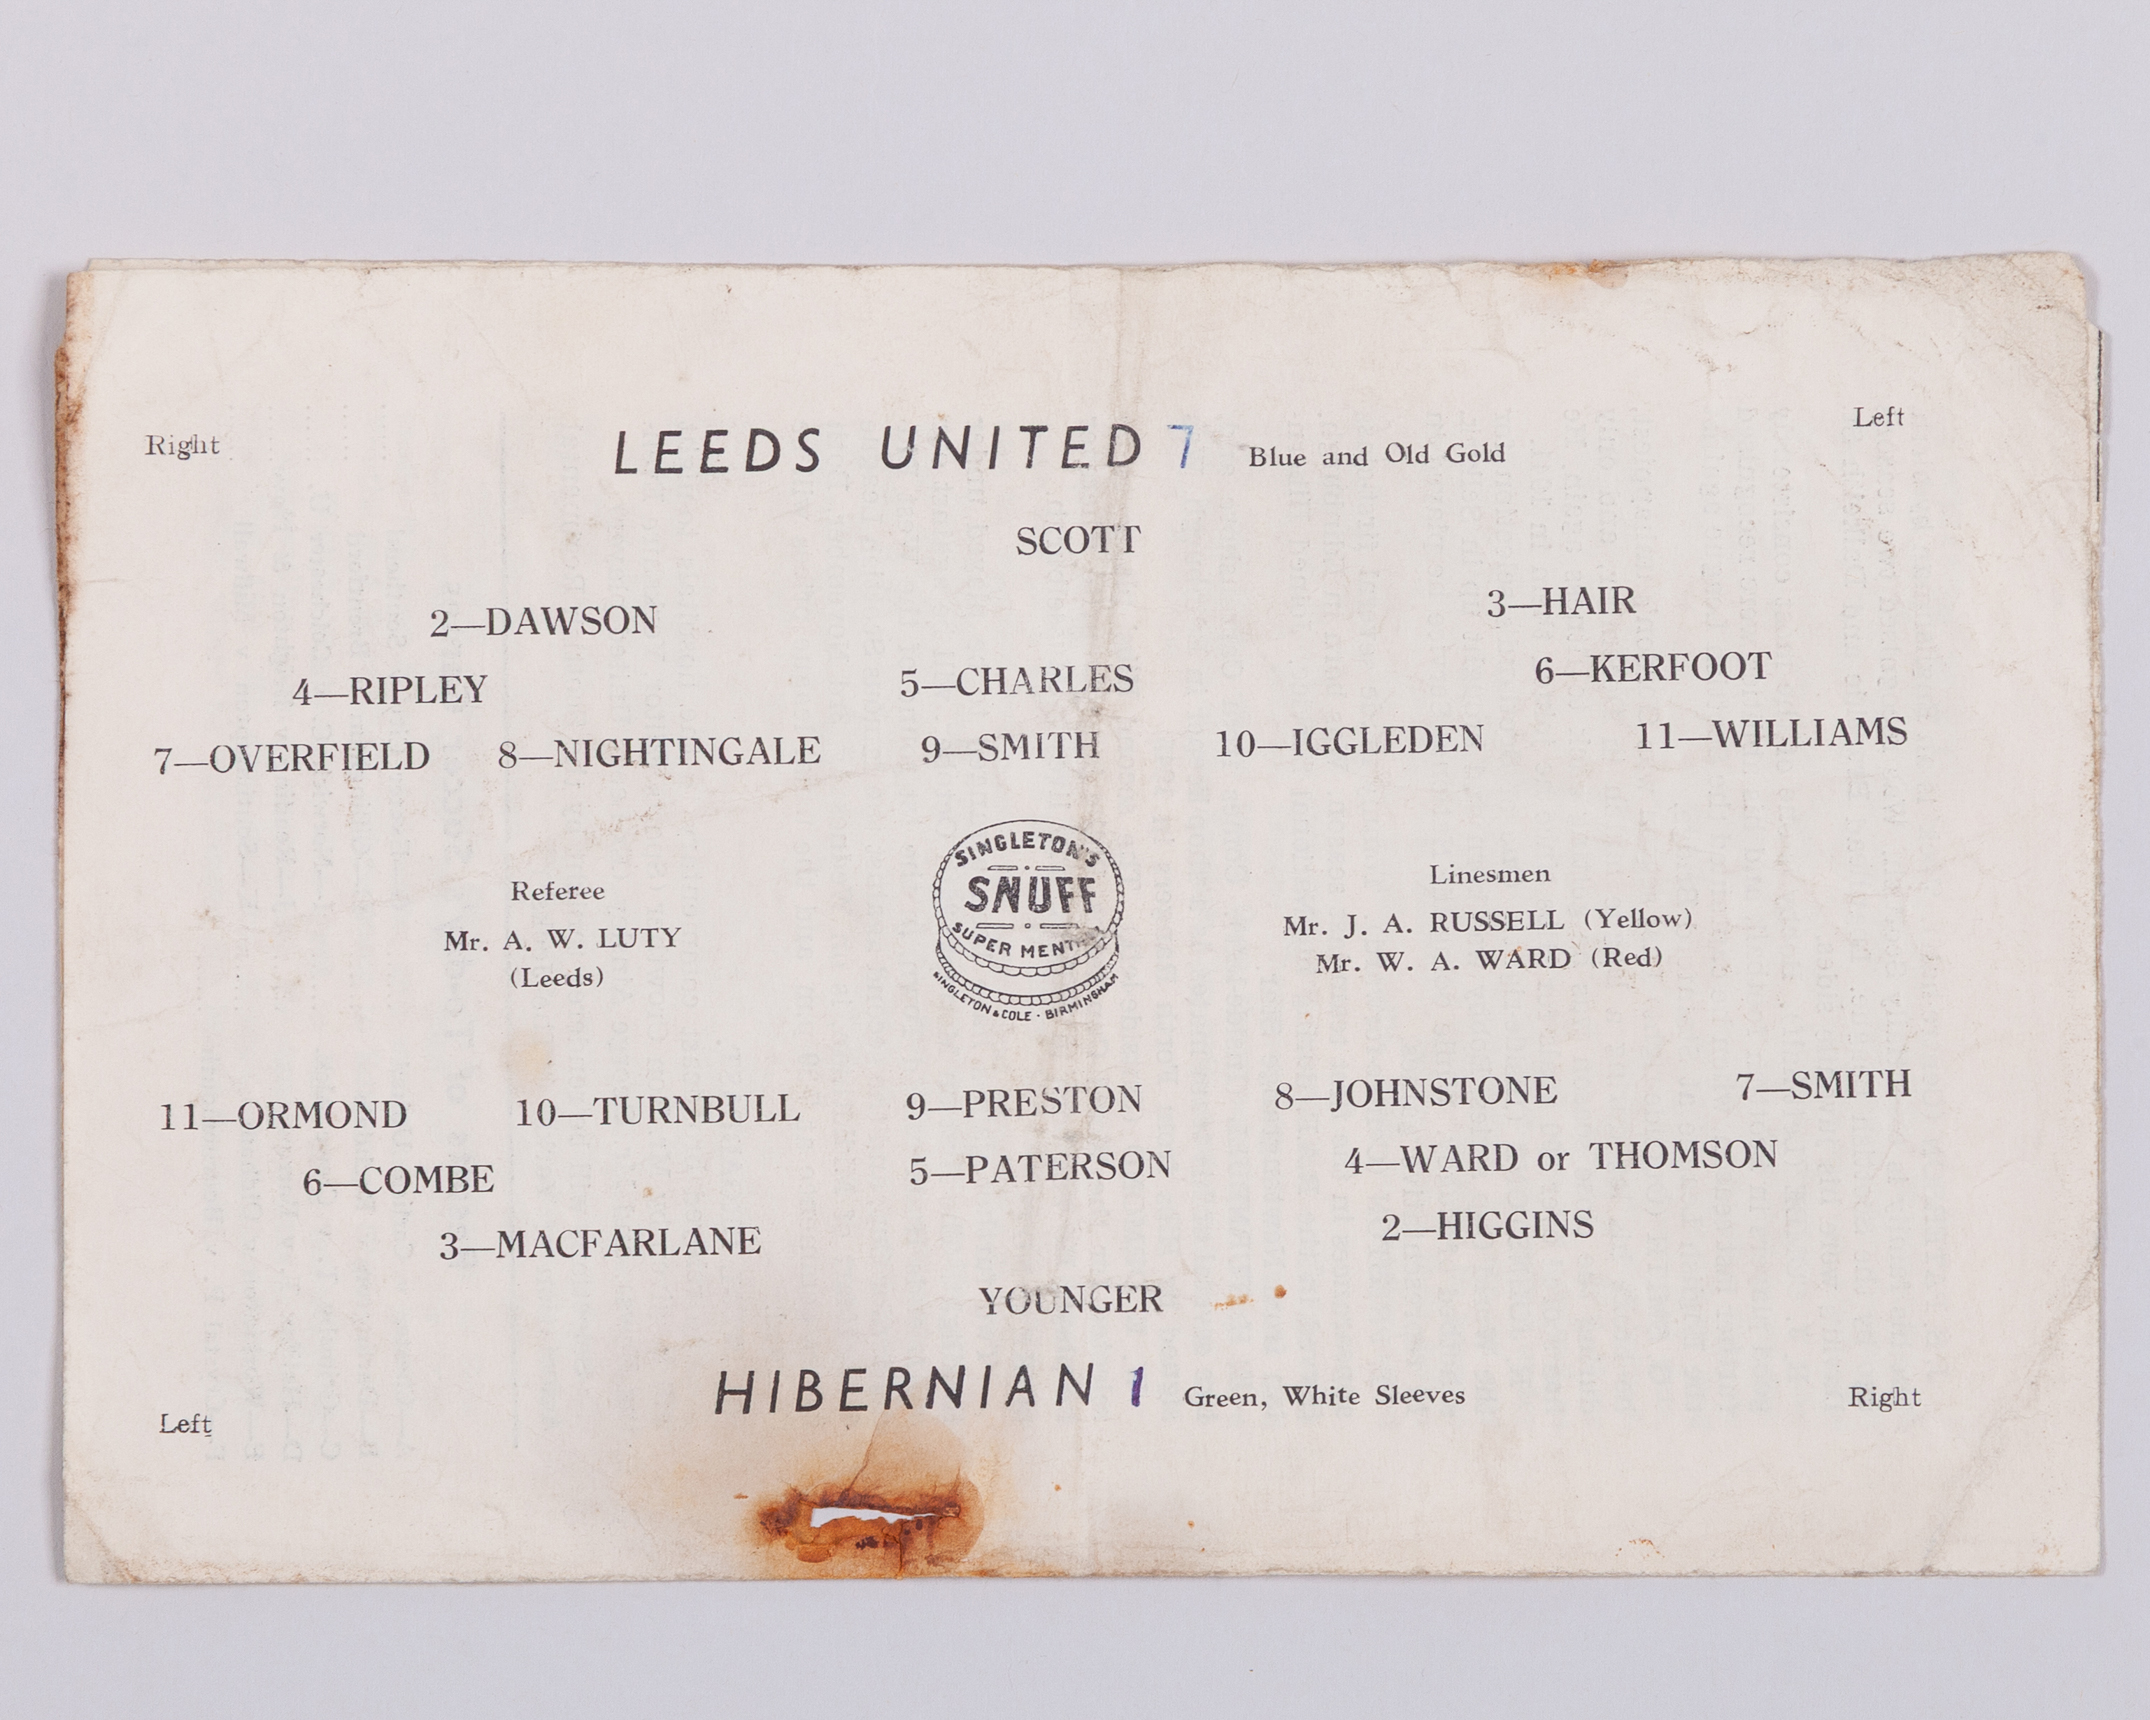 Right
Left
LEEDS UNITED 7 Blue and Old Gold
SCOTT
2—DAWSON 3—HAIR
4—RIPLEY 5—CHARLES 6—KERFOOT
7—OVERFIELD 8—NIGHTINGALE 9—SMITH 10—IGGLEDEN 11—WILLIAMS
Referee
Mr. A. W. LUTY
(Leeds)
SINGLETON'S
SNUFF
SUPER MENTHOL
SINGLETON & COLE · BIRMINGHAM
Linesmen
Mr. J. A. RUSSELL (Yellow)
Mr. W. A. WARD (Red)
11—ORMOND 10—TURNBULL 9—PRESTON 8—JOHNSTONE 7—SMITH
6—COMBE 5—PATERSON 4—WARD or THOMSON
3—MACFARLANE 2—HIGGINS
YOUNGER
HIBERNIAN 1 Green, White Sleeves
Left
Right